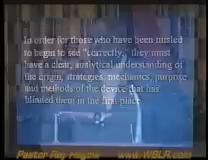 In order for those who have been misled
to begin to see "correctly," they must
have a clear, analytical understanding of
the origin, strategies, mechanics, purpose
and methods of the device that has
blinded them in the first place.
Pastor Ray
www.WBLR.com